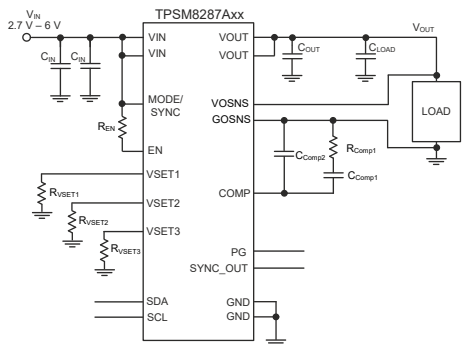 TPSM8287Axx
VIN
2.7 V – 6 V
CIN
CIN
VIN
VIN
MODE/
SYNC
REN
EN
VSET1
RVSET1
VSET2
RVSET2
VSET3
RVSET3
SDA
SCL
VOUT
VOUT
COUT
CLOAD
VOUT
VOSNS
GOSNS
LOAD
CComp2
RComp1
CComp1
COMP
PG
SYNC_OUT
GND
GND